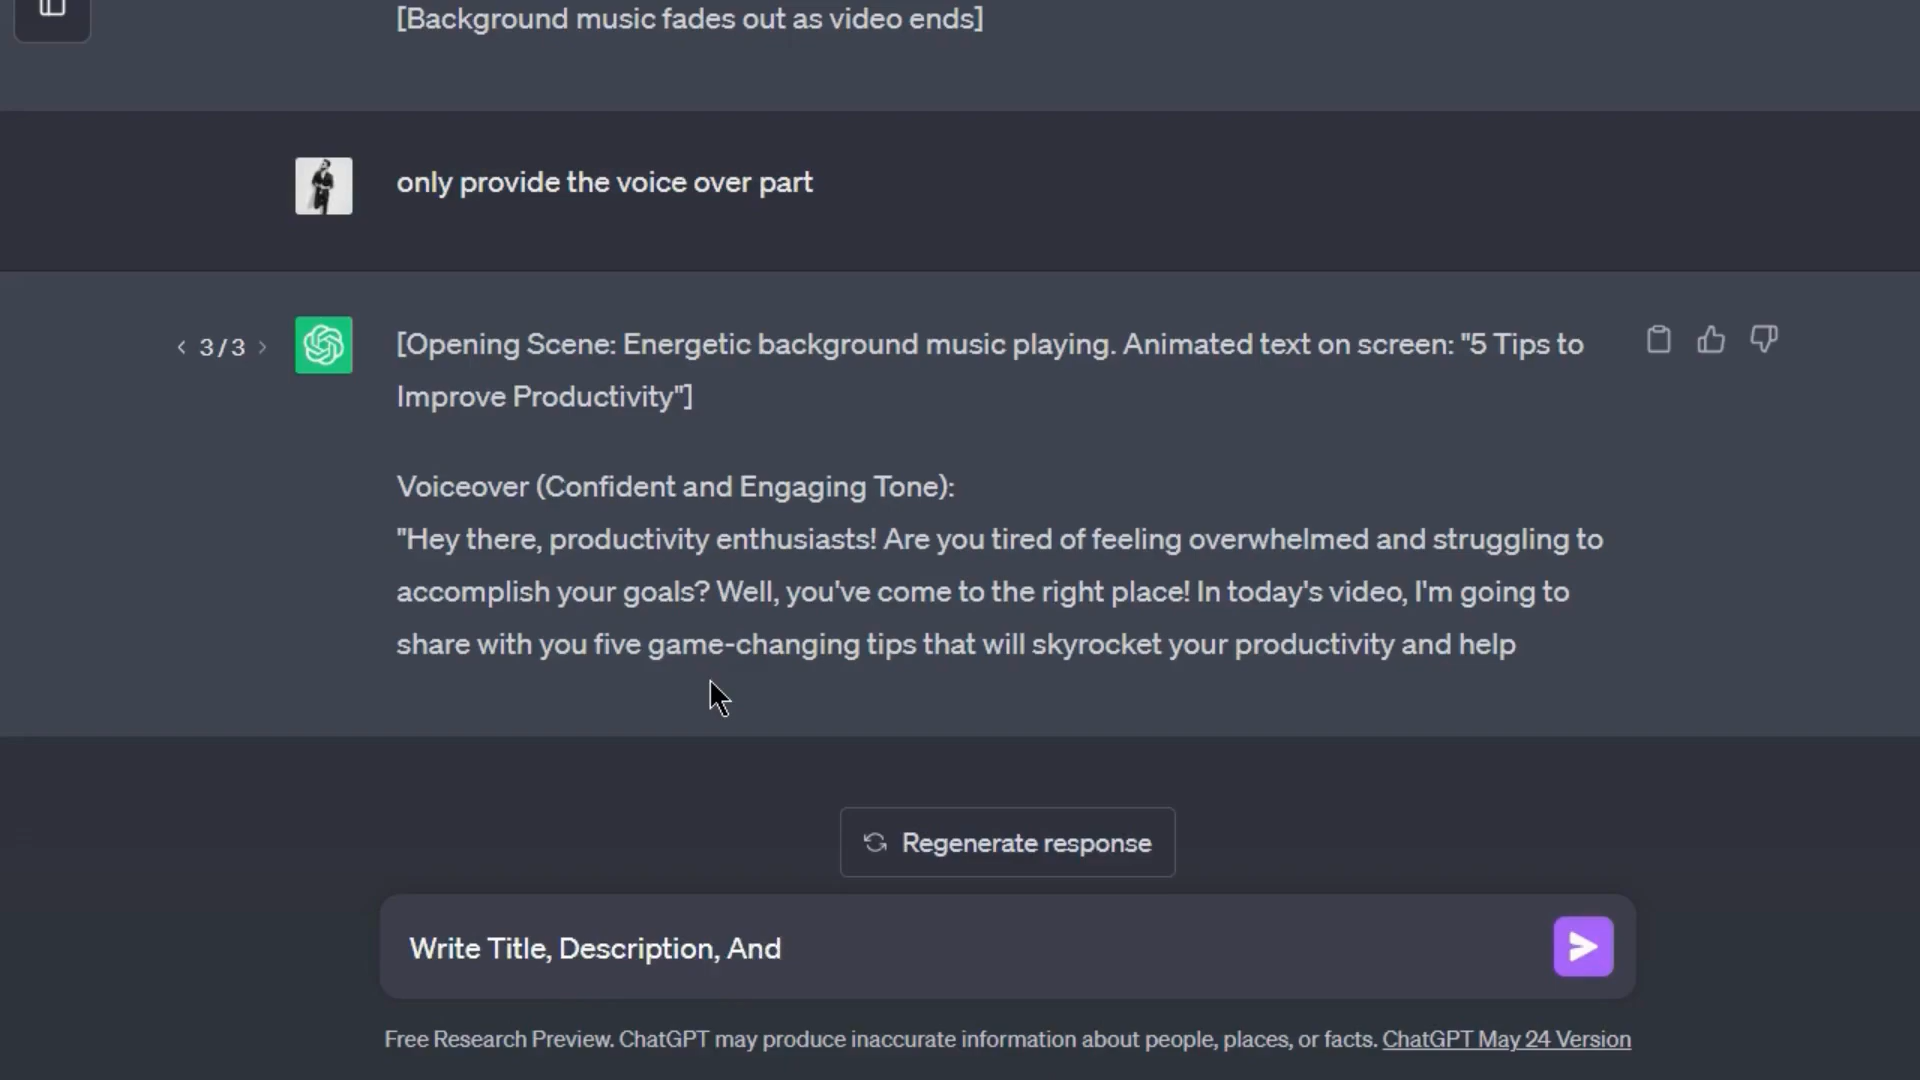 [Background music fades out as video ends]
only provide the voice over part
< 3/3 >
[Opening Scene: Energetic background music playing. Animated text on screen: "5 Tips to
Improve Productivity"]
Voiceover (Confident and Engaging Tone):
"Hey there, productivity enthusiasts! Are you tired of feeling overwhelmed and struggling to
accomplish your goals? Well, you've come to the right place! In today's video, I'm going to
share with you five game-changing tips that will skyrocket your productivity and help
Regenerate response
Write Title, Description, And
Free Research Preview. ChatGPT may produce inaccurate information about people, places, or facts. ChatGPT May 24 Version